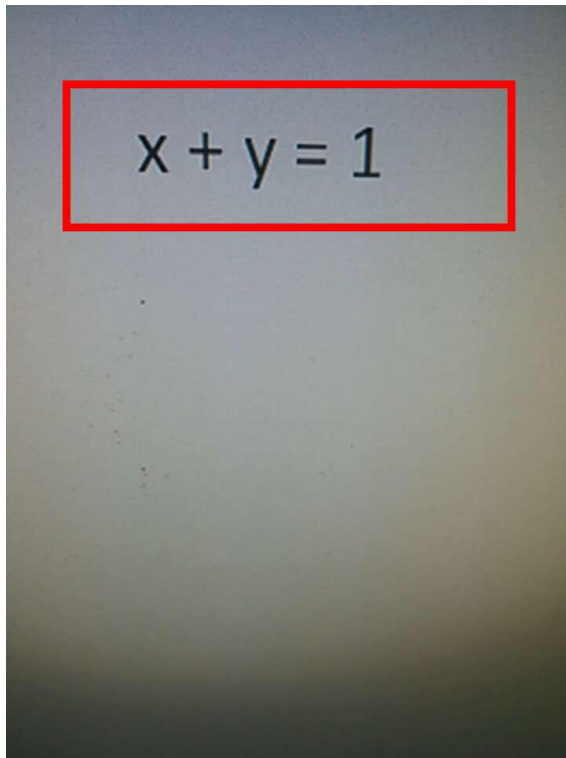 x + y = 1